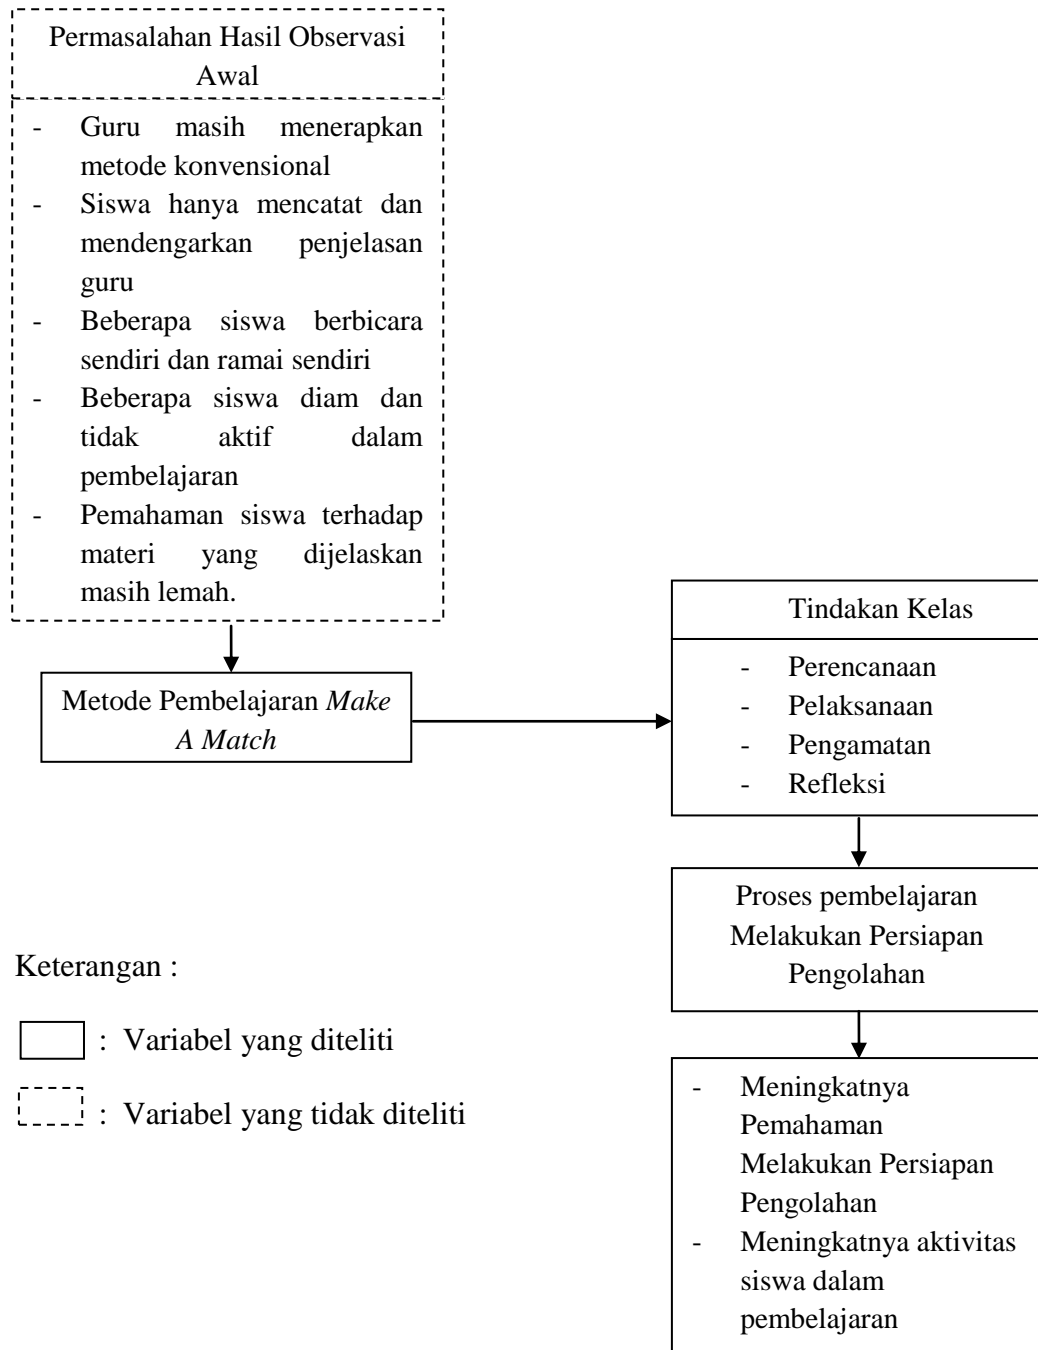 Permasalahan Hasil Observasi
Awal
- Guru masih menerapkan
metode konvensional
- Siswa hanya mencatat dan
mendengarkan penjelasan
guru
- Beberapa siswa berbicara
sendiri dan ramai sendiri
- Beberapa siswa diam dan
tidak aktif dalam
pembelajaran
- Pemahaman siswa terhadap
materi yang dijelaskan
masih lemah.
Metode Pembelajaran Make
A Match
Tindakan Kelas
- Perencanaan
- Pelaksanaan
- Pengamatan
- Refleksi
Proses pembelajaran
Melakukan Persiapan
Pengolahan
- Meningkatnya
Pemahaman
Melakukan Persiapan
Pengolahan
- Meningkatnya aktivitas
siswa dalam
pembelajaran
Keterangan :
: Variabel yang diteliti
: Variabel yang tidak diteliti